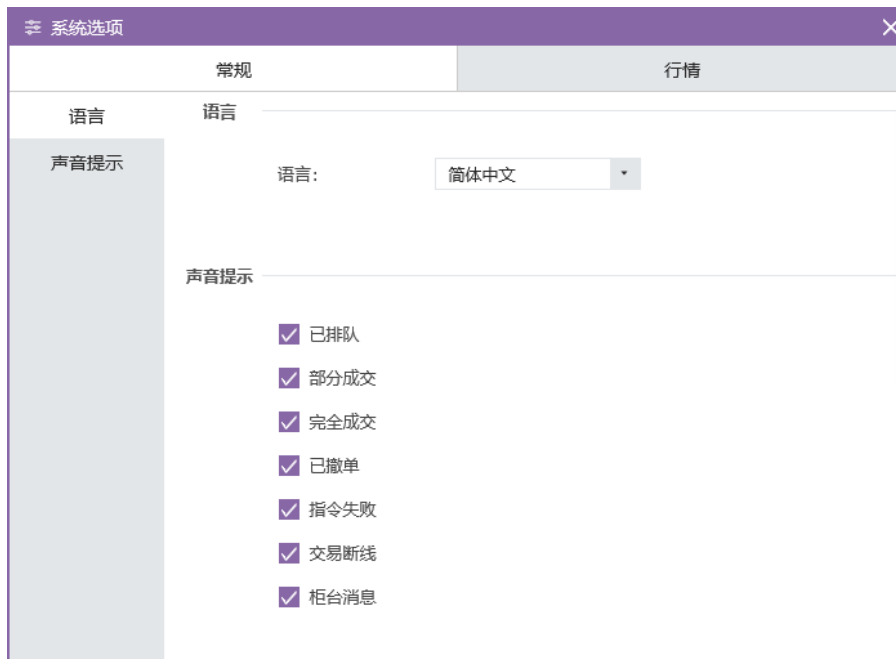 系统选项
常规
行情
语言
声音提示
语言
语言:
简体中文
声音提示
已排队
部分成交
完全成交
已撤单
指令失败
交易断线
柜台消息